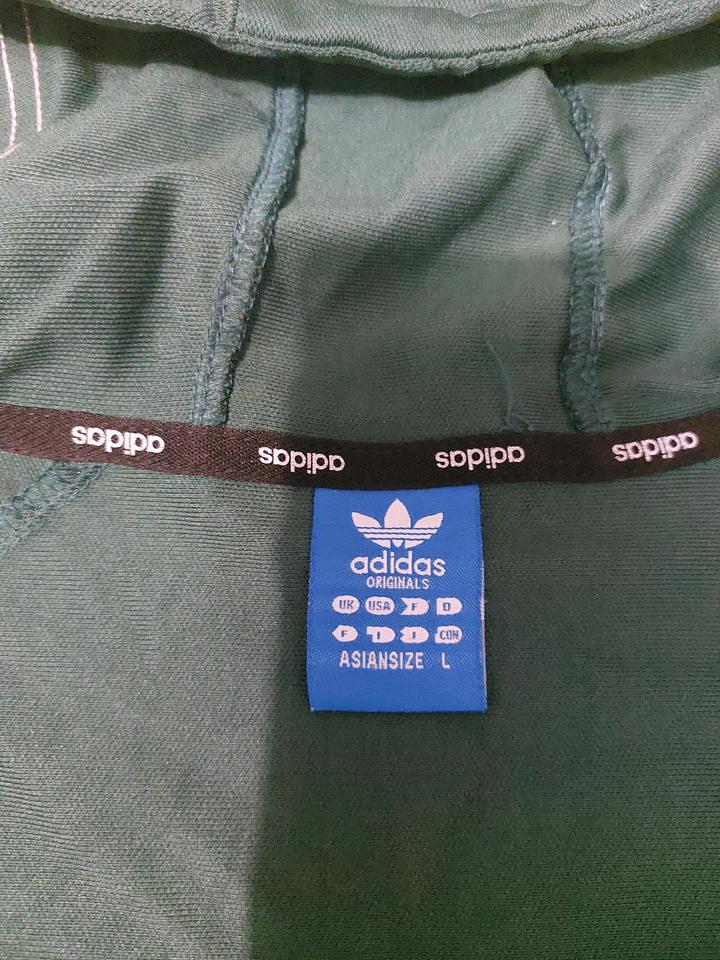 adidas adidas adidas adidas
adidas
ORIGINALS
UK USA F D
F I J CON
ASIANSIZE L